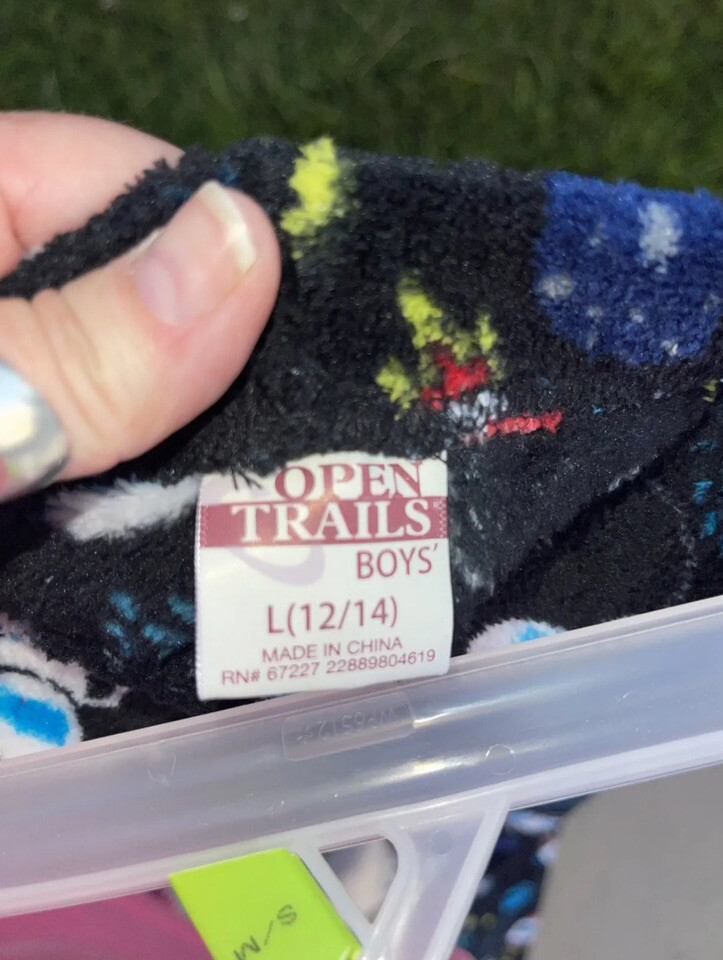 OPEN
TRAILS
BOYS'
L(12/14)
MADE IN CHINA
RN# 67227 22889804619
M/S